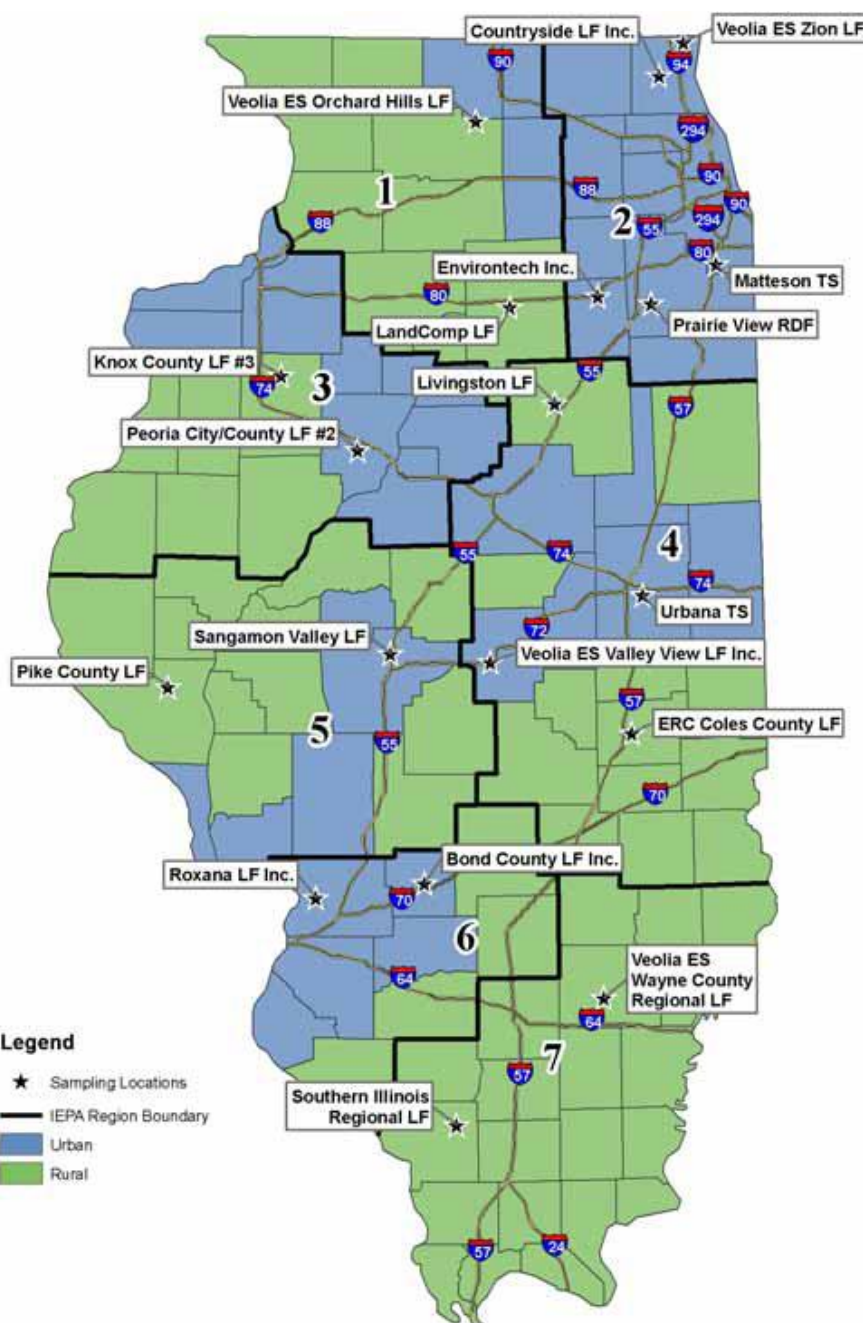 Countryside LF Inc.
Veolia ES Zion LF
90
94
Veolia ES Orchard Hills LF
294
90
88
1
90
2
294
88
55
80
Environtech Inc.
Matteson TS
80
LandComp LF
Prairie View RDF
Knox County LF #3
55
3
Livingston LF
74
57
Peoria City/County LF #2
4
55
74
74
Urbana TS
72
Sangamon Valley LF
Veolia ES Valley View LF Inc.
Pike County LF
57
5
ERC Coles County LF
55
70
Bond County LF Inc.
Roxana LF Inc.
70
6
64
Veolia ES
Wayne County
Regional LF
64
7
57
Southern Illinois
Regional LF
57
24
Legend
Sampling Locations
IEPA Region Boundary
Urban
Rural